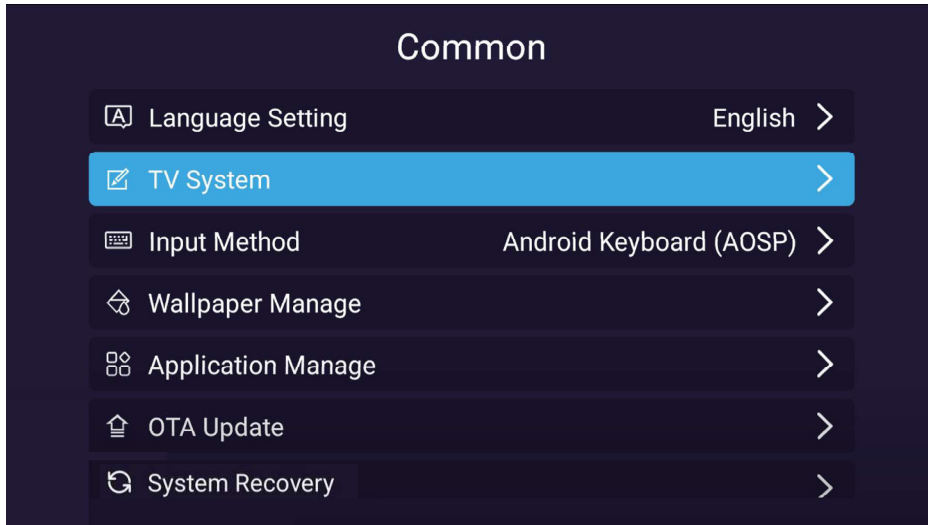 Common
Language Setting English
TV System
Input Method Android Keyboard (AOSP)
Wallpaper Manage
Application Manage
OTA Update
System Recovery